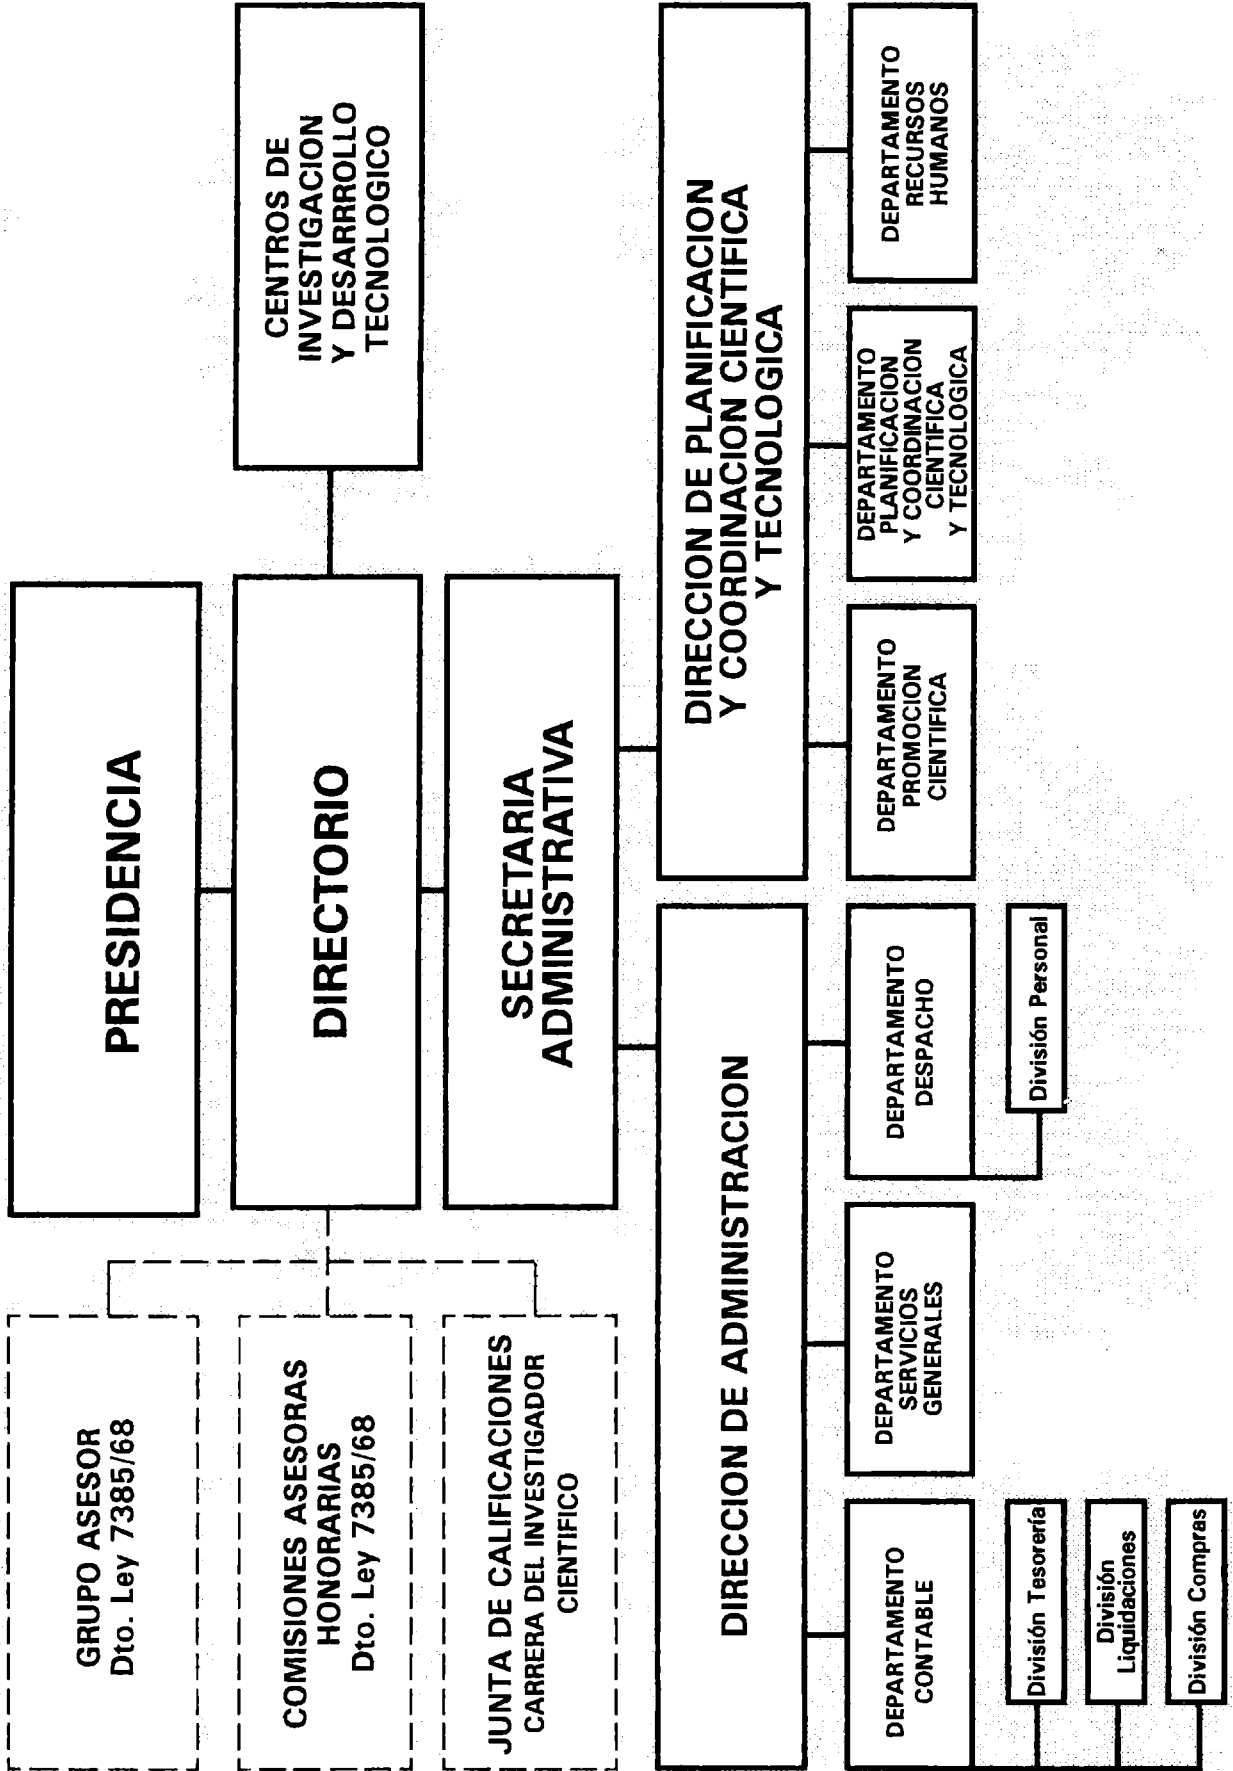 PRESIDENCIA
GRUPO ASESOR
Dto. Ley 7385/68
COMISIONES ASESORAS
HONORARIAS
Dto. Ley 7385/68
DIRECTORIO
CENTROS DE
INVESTIGACION
Y DESARRROLLO
TECNOLOGICO
JUNTA DE CALIFICACIONES
CARRERA DEL INVESTIGADOR
CIENTIFICO
SECRETARIA
ADMINISTRATIVA
DIRECCION DE ADMINISTRACION
DIRECCION DE PLANIFICACION
Y COORDINACION CIENTIFICA
Y TECNOLOGICA
DEPARTAMENTO
CONTABLE
DEPARTAMENTO
SERVICIOS
GENERALES
DEPARTAMENTO
DESPACHO
DEPARTAMENTO
PROMOCION
CIENTIFICA
DEPARTAMENTO
PLANIFICACION
Y COORDINACION
CIENTIFICA
Y TECNOLOGICA
DEPARTAMENTO
RECURSOS
HUMANOS
División Tesorería
División
Liquidaciones
División Compras
División Personal